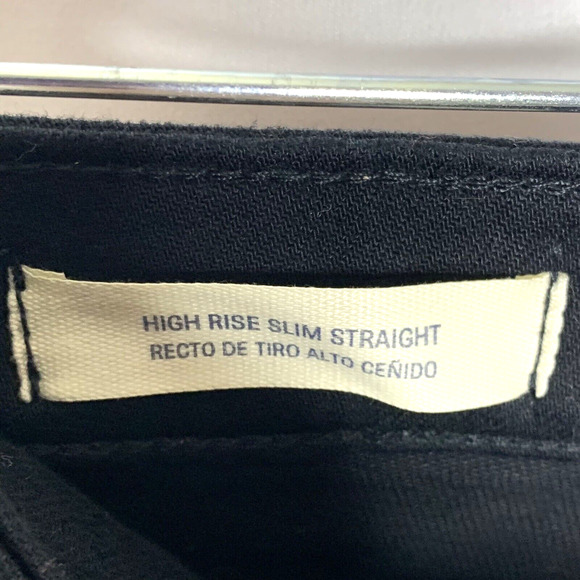 HIGH RISE SLIM STRAIGHT
RECTO DE TIRO ALTO CEÑIDO